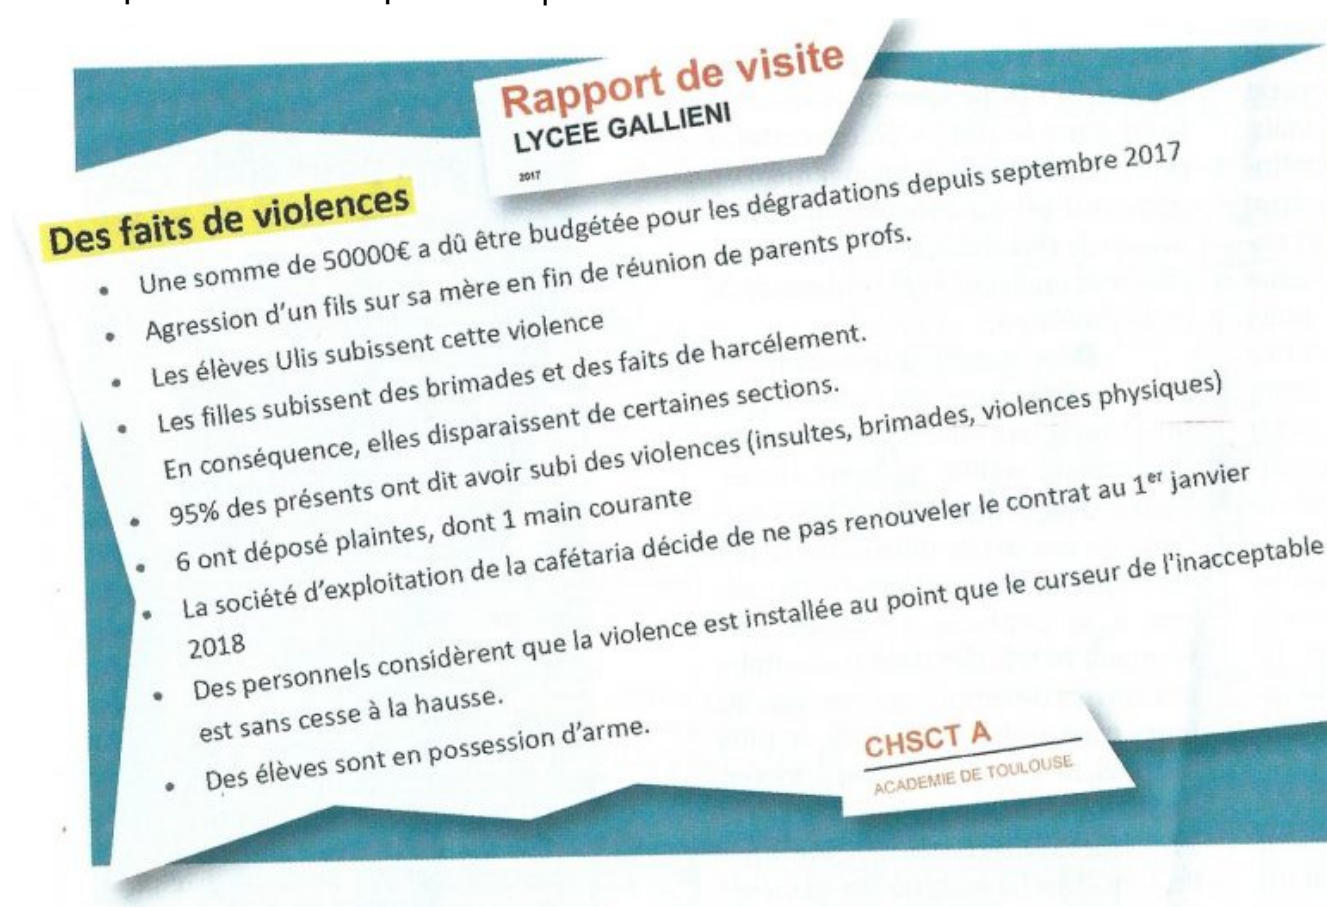 Rapport de visite
LYCEE GALLIENI
2017
Des faits de violences
• Une somme de 50000€ a dû être budgétée pour les dégradations depuis septembre 2017
• Agression d'un fils sur sa mère en fin de réunion de parents profs.
• Les élèves Ulis subissent cette violence
• Les filles subissent des brimades et des faits de harcélement.
En conséquence, elles disparaissent de certaines sections.
• 95% des présents ont dit avoir subi des violences (insultes, brimades, violences physiques)
• 6 ont déposé plaintes, dont 1 main courante
• La société d'exploitation de la cafétaria décide de ne pas renouveler le contrat au 1er janvier
2018
• Des personnels considèrent que la violence est installée au point que le curseur de l'inacceptable
est sans cesse à la hausse.
• Des élèves sont en possession d'arme.
CHSCT A
ACADEMIE DE TOULOUSE